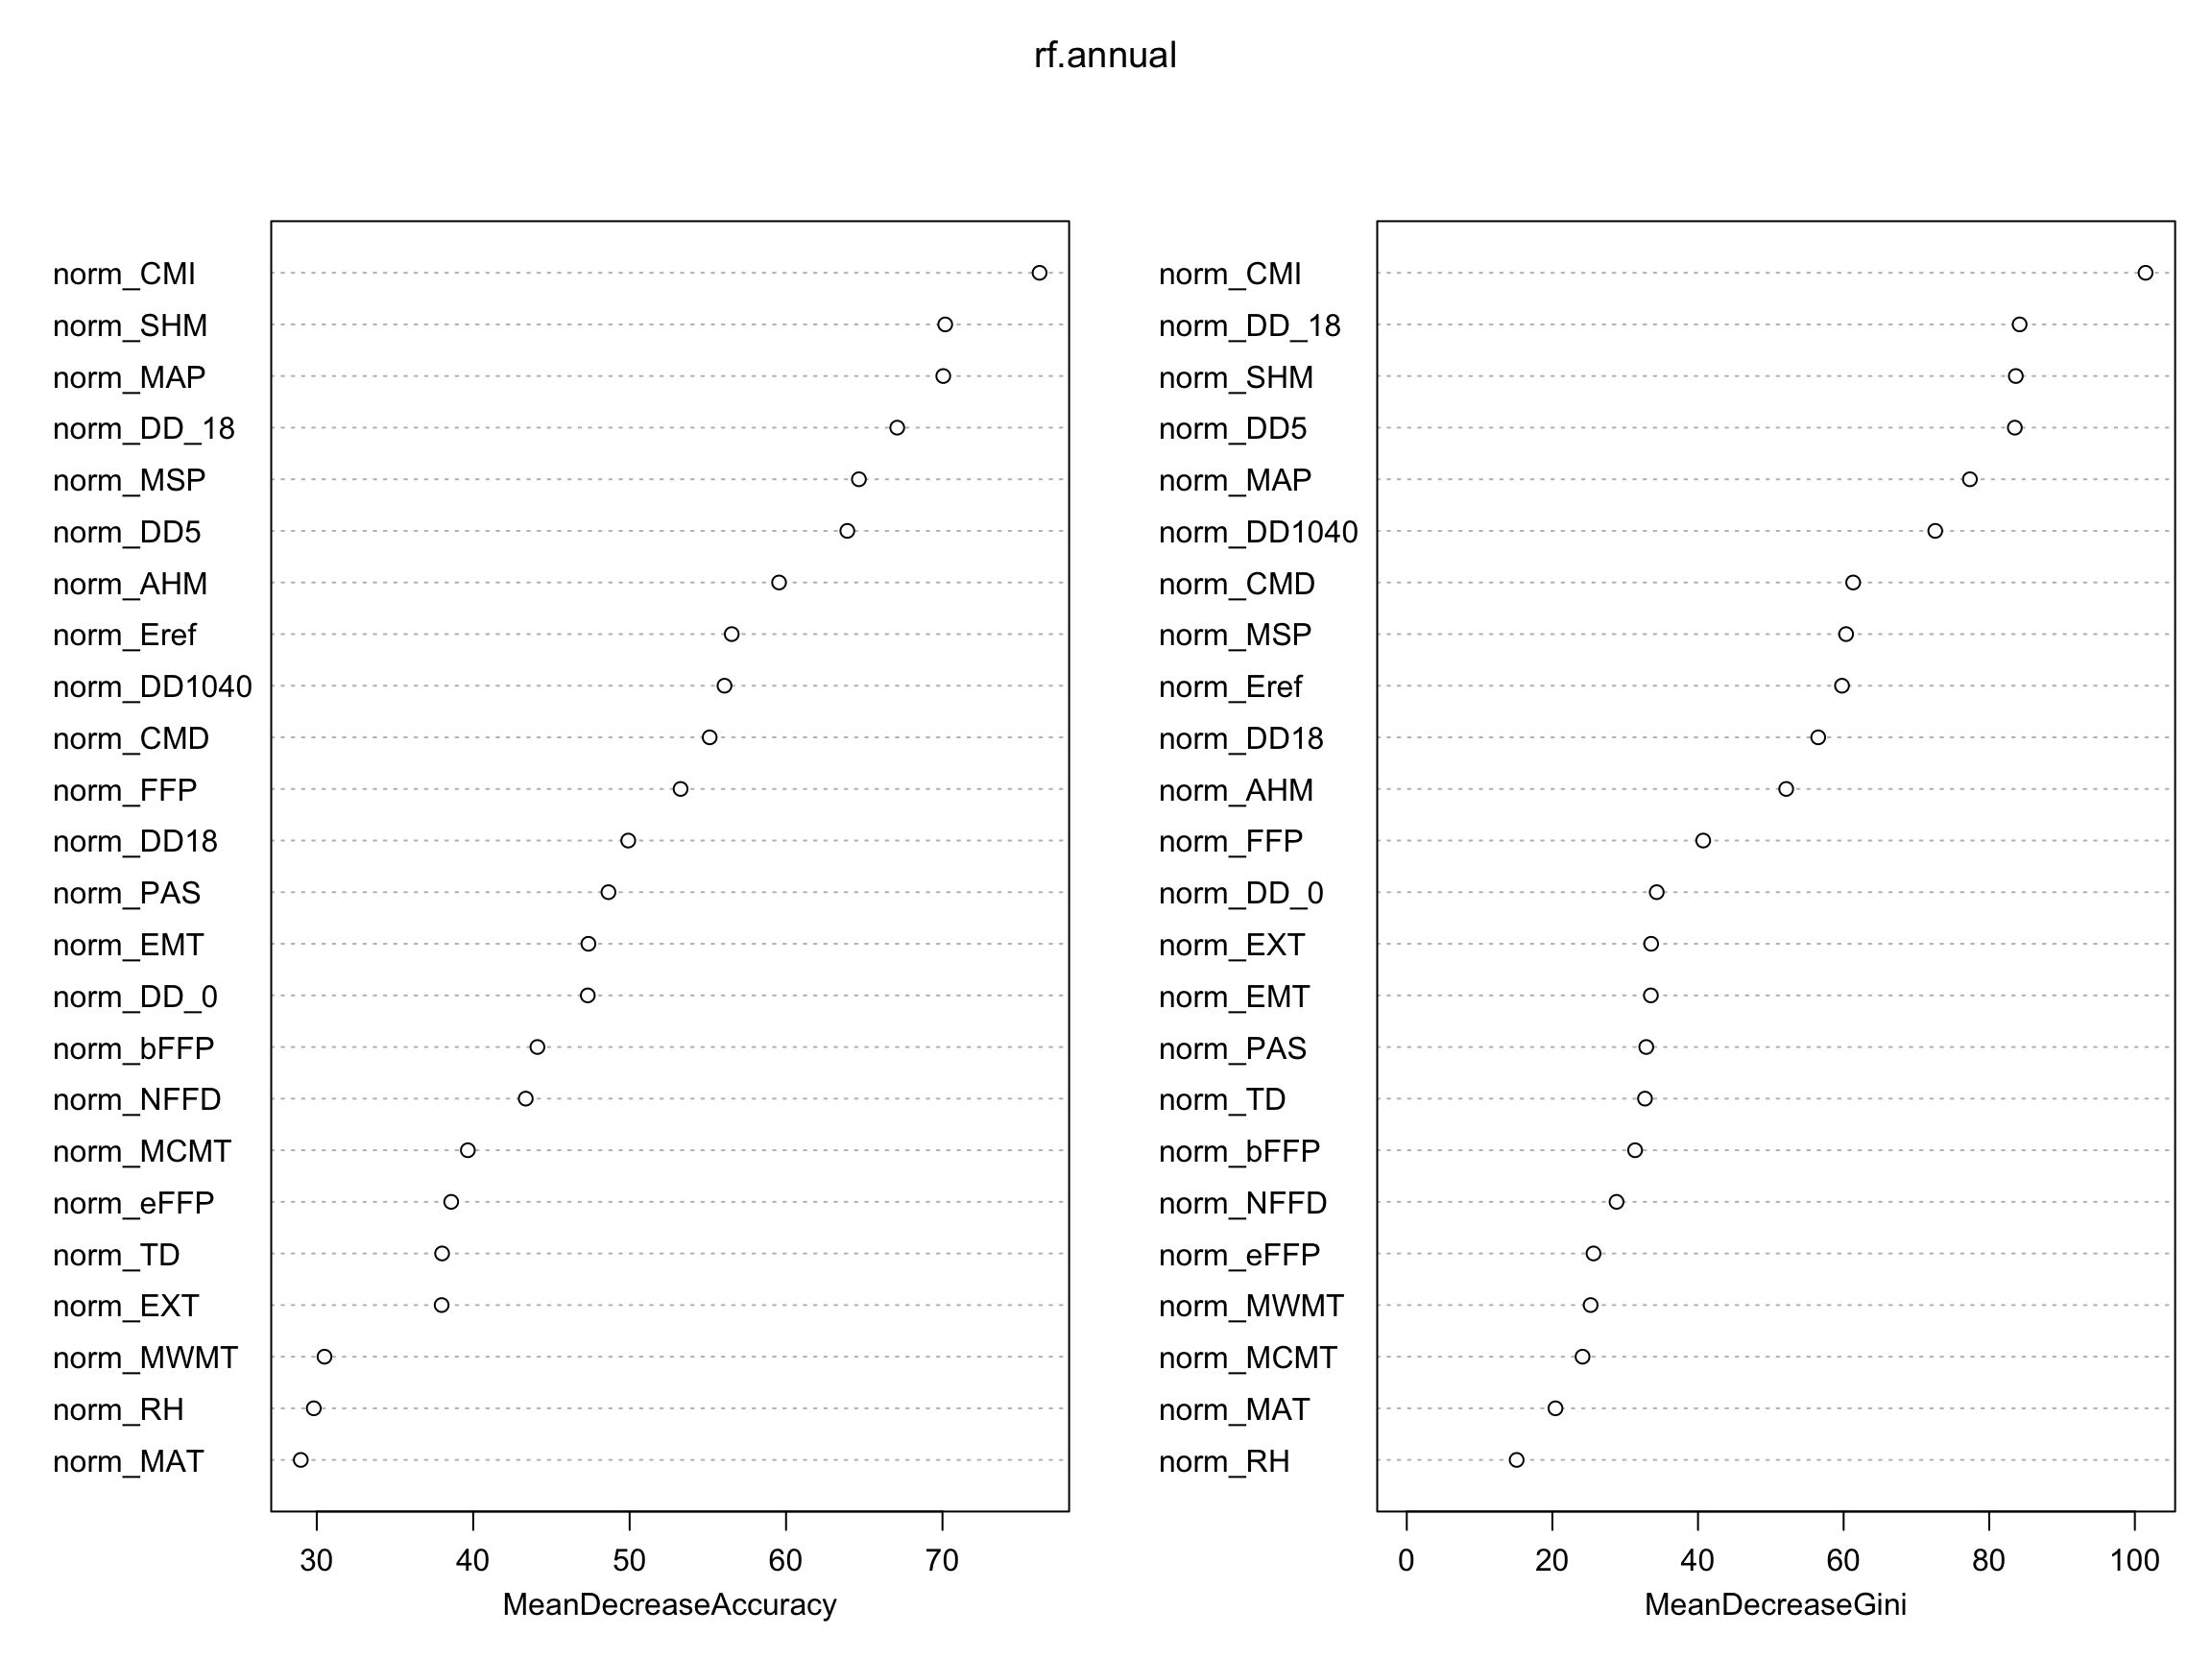 rf.annual
norm_CMI
norm_SHM
norm_MAP
norm_DD_18
norm_MSP
norm_DD5
norm_AHM
norm_Eref
norm_DD1040
norm_CMD
norm_FFP
norm_DD18
norm_PAS
norm_EMT
norm_DD_0
norm_bFFP
norm_NFFD
norm_MCMT
norm_eFFP
norm_TD
norm_EXT
norm_MWMT
norm_RH
norm_MAT
30 40 50 60 70
MeanDecreaseAccuracy
norm_CMI
norm_DD_18
norm_SHM
norm_DD5
norm_MAP
norm_DD1040
norm_CMD
norm_MSP
norm_Eref
norm_DD18
norm_AHM
norm_FFP
norm_DD_0
norm_EXT
norm_EMT
norm_PAS
norm_TD
norm_bFFP
norm_NFFD
norm_eFFP
norm_MWMT
norm_MCMT
norm_MAT
norm_RH
0 20 40 60 80 100
MeanDecreaseGini